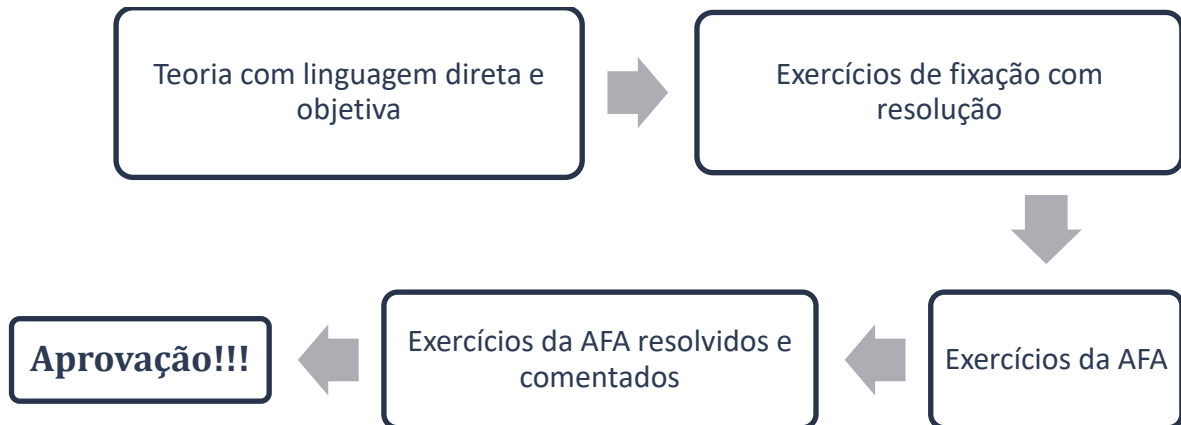 Teoria com linguagem direta e
objetiva
Exercícios de fixação com
resolução
Exercícios da AFA
Exercícios da AFA resolvidos e
comentados
Aprovação!!!